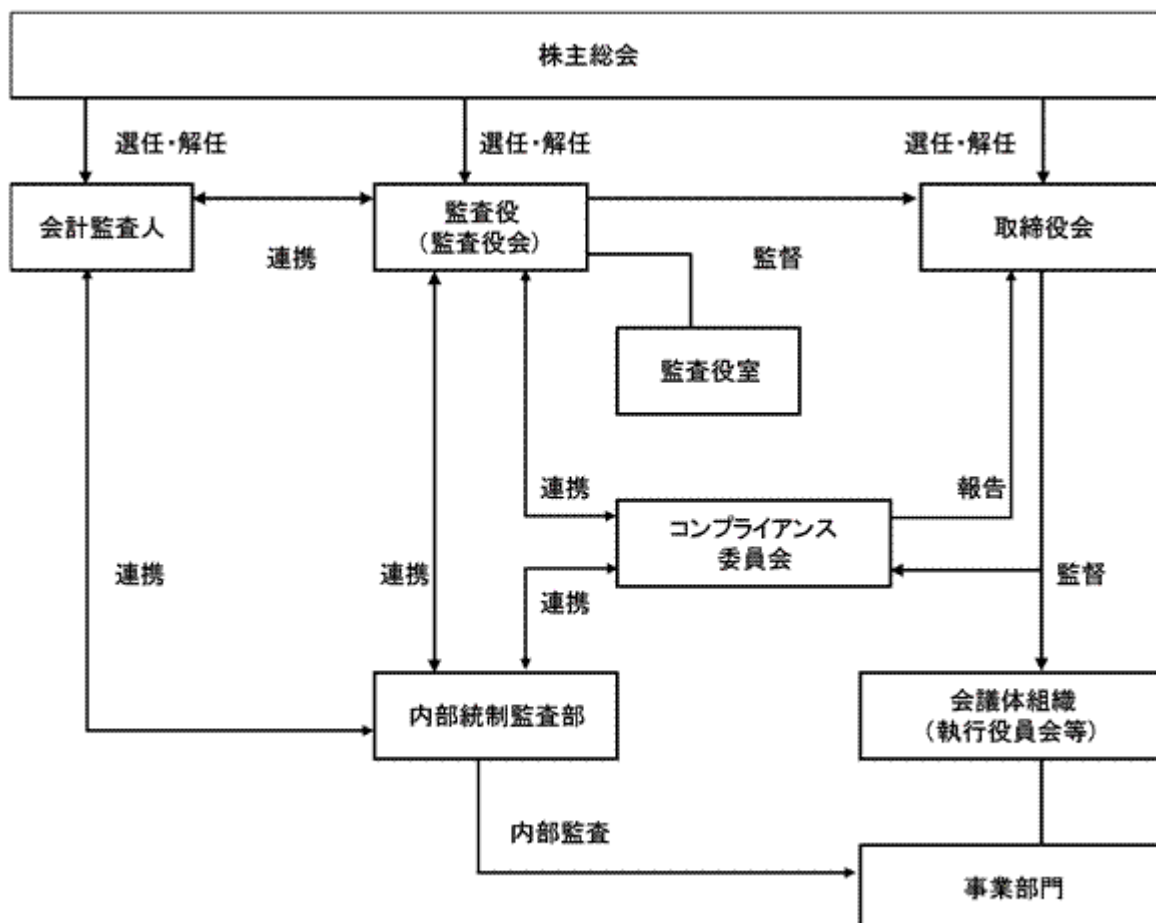 株主総会
選任・解任
選任・解任
選任・解任
会計監査人
監査役
(監査役会)
取締役会
連携
監督
監査役室
連携
報告
コンプライアンス
委員会
連携
連携
連携
監督
内部統制監査部
会議体組織
(執行役員会等)
内部監査
事業部門